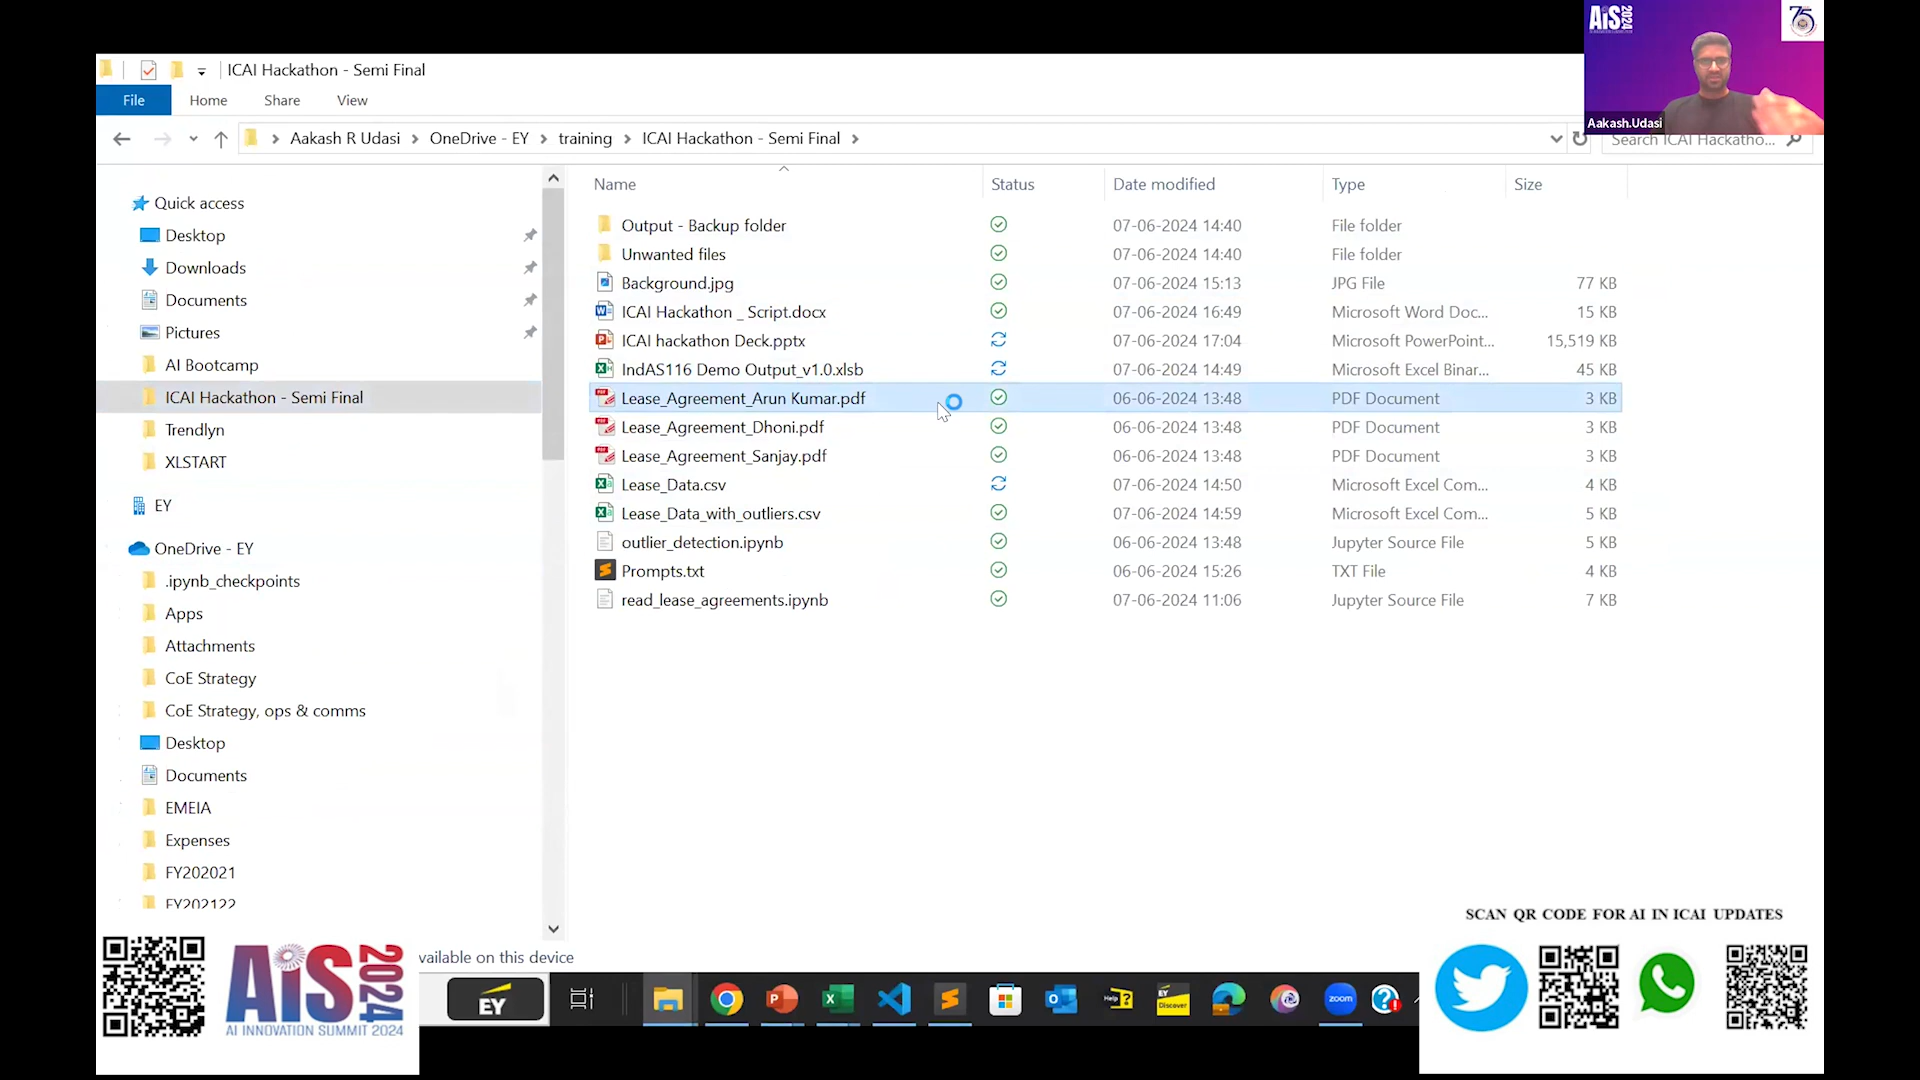 ICAI Hackathon - Semi Final
File Home Share View
Aakash R Udasi > OneDrive - EY > training > ICAI Hackathon - Semi Final >
Search ICAI Hackatho...
AiS 2024
75
Aakash.Udasi
Quick access
Desktop
Downloads
Documents
Pictures
AI Bootcamp
ICAI Hackathon - Semi Final
Trendlyn
XLSTART
EY
OneDrive - EY
.ipynb_checkpoints
Apps
Attachments
CoE Strategy
CoE Strategy, ops & comms
Desktop
Documents
EMEIA
Expenses
FY202021
FY202122
Name Status Date modified Type Size
Output - Backup folder 07-06-2024 14:40 File folder
Unwanted files 07-06-2024 14:40 File folder
Background.jpg 07-06-2024 15:13 JPG File 77 KB
ICAI Hackathon _ Script.docx 07-06-2024 16:49 Microsoft Word Doc... 15 KB
ICAI hackathon Deck.pptx 07-06-2024 17:04 Microsoft PowerPoint... 15,519 KB
IndAS116 Demo Output_v1.0.xlsb 07-06-2024 14:49 Microsoft Excel Binar... 45 KB
Lease_Agreement_Arun Kumar.pdf 06-06-2024 13:48 PDF Document 3 KB
Lease_Agreement_Dhoni.pdf 06-06-2024 13:48 PDF Document 3 KB
Lease_Agreement_Sanjay.pdf 06-06-2024 13:48 PDF Document 3 KB
Lease_Data.csv 07-06-2024 14:50 Microsoft Excel Com... 4 KB
Lease_Data_with_outliers.csv 07-06-2024 14:59 Microsoft Excel Com... 5 KB
outlier_detection.ipynb 06-06-2024 13:48 Jupyter Source File 5 KB
Prompts.txt 06-06-2024 15:26 TXT File 4 KB
read_lease_agreements.ipynb 07-06-2024 11:06 Jupyter Source File 7 KB
vailable on this device
AiS 2024
AI INNOVATION SUMMIT 2024
EY
Help ?
EY
Discover
zoom
SCAN QR CODE FOR AI IN ICAI UPDATES